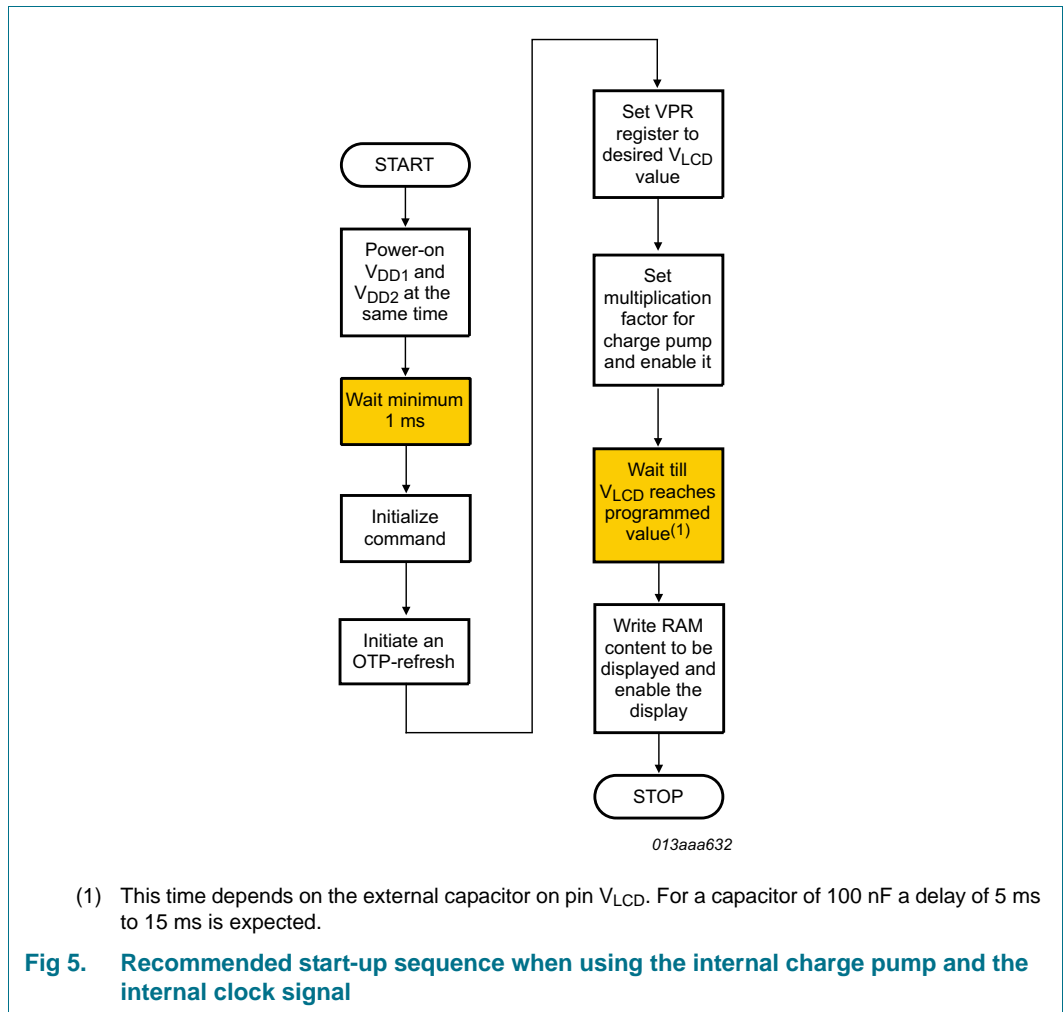 START
Power-on
VDD1 and
VDD2 at the
same time
Wait minimum
1 ms
Initialize
command
Initiate an
OTP-refresh
Set VPR
register to
desired VLCD
value
Set
multiplication
factor for
charge pump
and enable it
Wait till
VLCD reaches
programmed
value(1)
Write RAM
content to be
displayed and
enable the
display
STOP
013aaa632
(1) This time depends on the external capacitor on pin VLCD. For a capacitor of 100 nF a delay of 5 ms
to 15 ms is expected.
Fig 5. Recommended start-up sequence when using the internal charge pump and the
internal clock signal